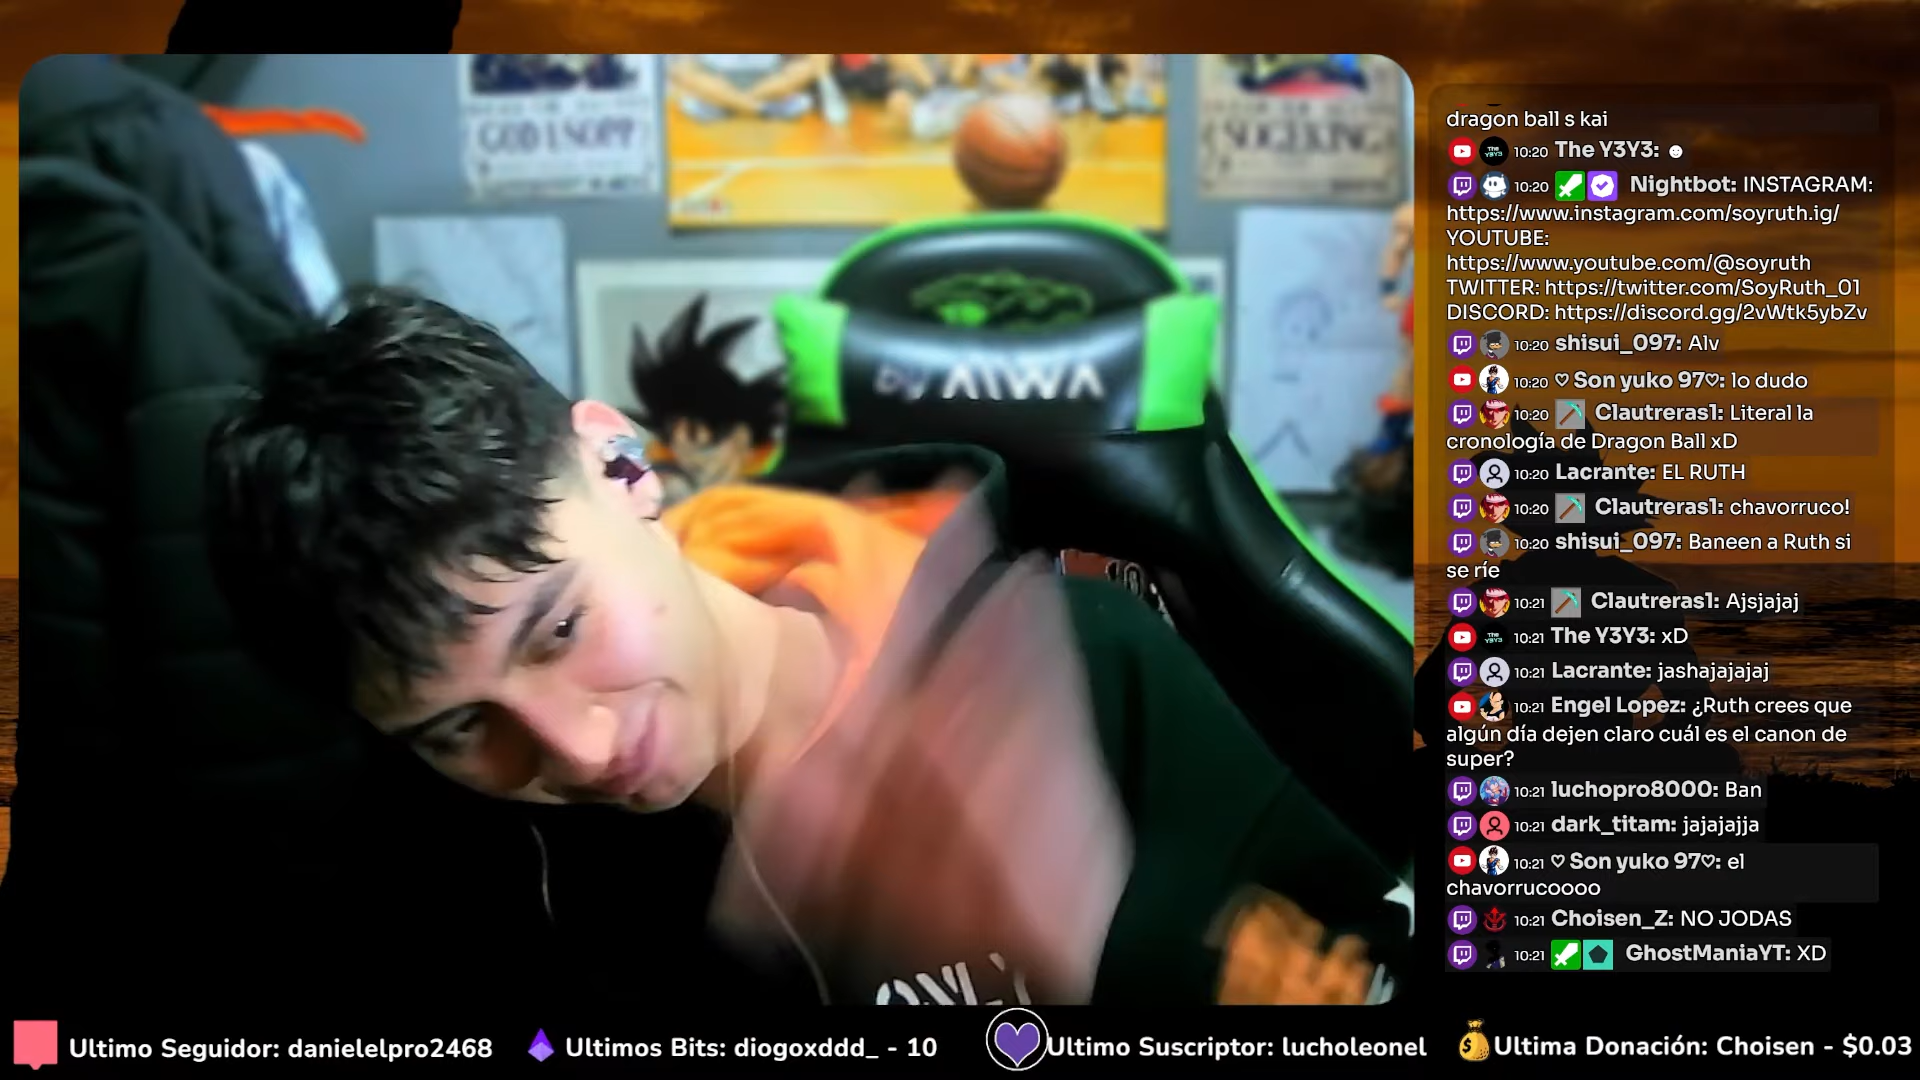 GOD USOPP
SOGEKING
by AIWA
ONLY
dragon ball s kai
10:20 The Y3Y3: ☻
10:20 Nightbot: INSTAGRAM:
https://www.instagram.com/soyruth.ig/
YOUTUBE:
https://www.youtube.com/@soyruth
TWITTER: https://twitter.com/SoyRuth_01
DISCORD: https://discord.gg/2vWtk5ybZv
10:20 shisui_097: Alv
10:20 ♡ Son yuko 97♡: lo dudo
10:20 Clautreras1: Literal la
cronología de Dragon Ball xD
10:20 Lacrante: EL RUTH
10:20 Clautreras1: chavorruco!
10:20 shisui_097: Baneen a Ruth si
se ríe
10:21 Clautreras1: Ajsjajaj
10:21 The Y3Y3: xD
10:21 Lacrante: jashajajajaj
10:21 Engel Lopez: ¿Ruth crees que
algún día dejen claro cuál es el canon de
super?
10:21 luchopro8000: Ban
10:21 dark_titam: jajajajja
10:21 ♡ Son yuko 97♡: el
chavorrucoooo
10:21 Choisen_Z: NO JODAS
10:21 GhostManiaYT: XD
Ultimo Seguidor: danielelpro2468
Ultimos Bits: diogoxddd_ - 10
Ultimo Suscriptor: lucholeonel
Ultima Donación: Choisen - $0.03